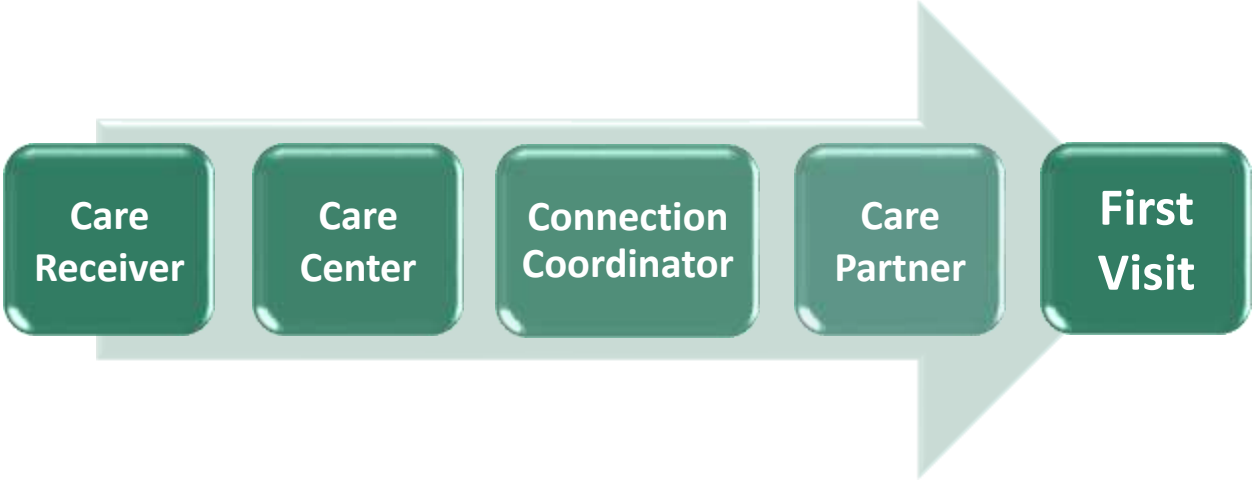 Care
Receiver
Care
Center
Connection
Coordinator
Care
Partner
First
Visit